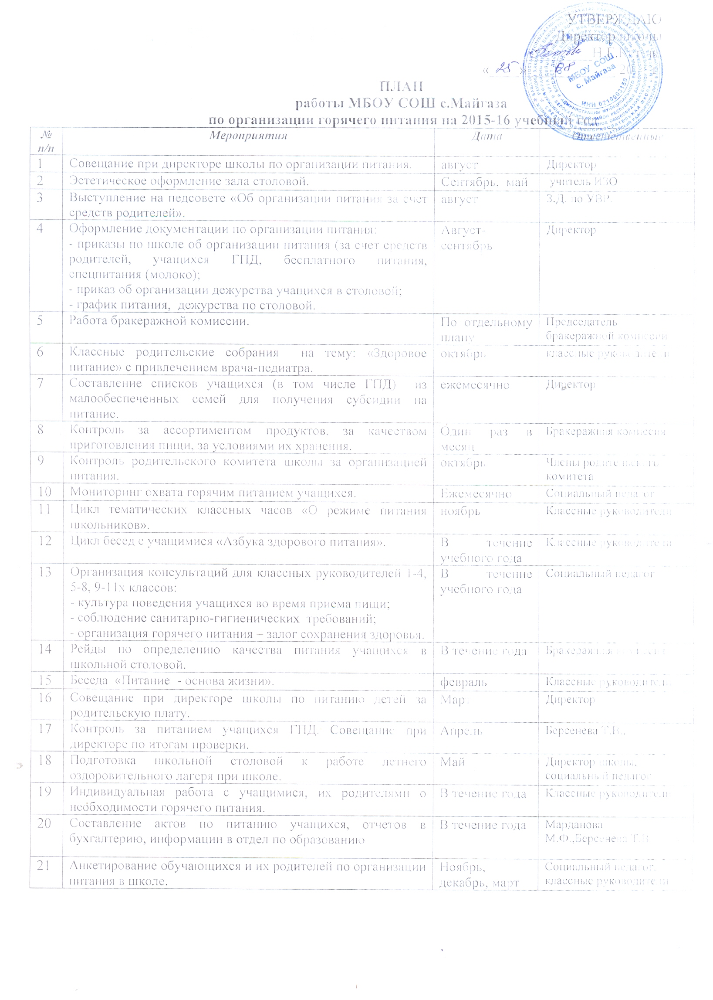 УТВЕРЖДАЮ
Директор школы
« 25 » 08
МБОУ СОШ
с. Майгаза
ИНН 0210003150
ПЛАН
работы МБОУ СОШ с.Майгаза
по организации горячего питания на 2015-16 учебный год
№ Мероприятия Дата Ответственные
п/п
1 Совещание при директоре школы по организации питания. август Директор
2 Эстетическое оформление зала столовой. Сентябрь, май учитель ИЗО
3 Выступление на педсовете «Об организации питания за счет август З.Д. по УВР.
средств родителей».
4 Оформление документации по организации питания: Август- Директор
- приказы по школе об организации питания (за счет средств сентябрь
родителей, учащихся ГПД, бесплатного питания,
спецпитания (молоко);
- приказ об организации дежурства учащихся в столовой;
- график питания, дежурства по столовой.
5 Работа бракеражной комиссии. По отдельному Председатель
плану бракеражной комиссии
6 Классные родительские собрания на тему: «Здоровое октябрь классные руководители
питание» с привлечением врача-педиатра.
7 Составление списков учащихся (в том числе ГПД) из ежемесячно Директор
малообеспеченных семей для получения субсидии на
питание.
8 Контроль за ассортиментом продуктов, за качеством Один раз в Бракеражная комиссия
приготовления пищи, за условиями их хранения. месяц
9 Контроль родительского комитета школы за организацией октябрь Члены родительского
питания. комитета
10 Мониторинг охвата горячим питанием учащихся. Ежемесячно Социальный педагог
11 Цикл тематических классных часов «О режиме питания ноябрь Классные руководители
школьников».
12 Цикл бесед с учащимися «Азбука здорового питания». В течение Классные руководители
учебного года
13 Организация консультаций для классных руководителей 1-4, В течение Социальный педагог
5-8, 9-11х классов: учебного года
- культура поведения учащихся во время приема пищи;
- соблюдение санитарно-гигиенических требований;
- организация горячего питания – залог сохранения здоровья.
14 Рейды по определению качества питания учащихся в В течение года Бракеражная комиссия
школьной столовой.
15 Беседа «Питание - основа жизни». февраль Классные руководители
16 Совещание при директоре школы по питанию детей за Март Директор
родительскую плату.
17 Контроль за питанием учащихся ГПД. Совещание при Апрель Берсенева Т.В..
директоре по итогам проверки.
18 Подготовка школьной столовой к работе летнего Май Директор школы,
оздоровительного лагеря при школе. социальный педагог
19 Индивидуальная работа с учащимися, их родителями о В течение года Классные руководители
необходимости горячего питания.
20 Составление актов по питанию учащихся, отчетов в В течение года Марданова
бухгалтерию, информации в отдел по образованию М.Ф.,Берсенева Т.В.
21 Анкетирование обучающихся и их родителей по организации Ноябрь, Социальный педагог,
питания в школе. декабрь, март классные руководители